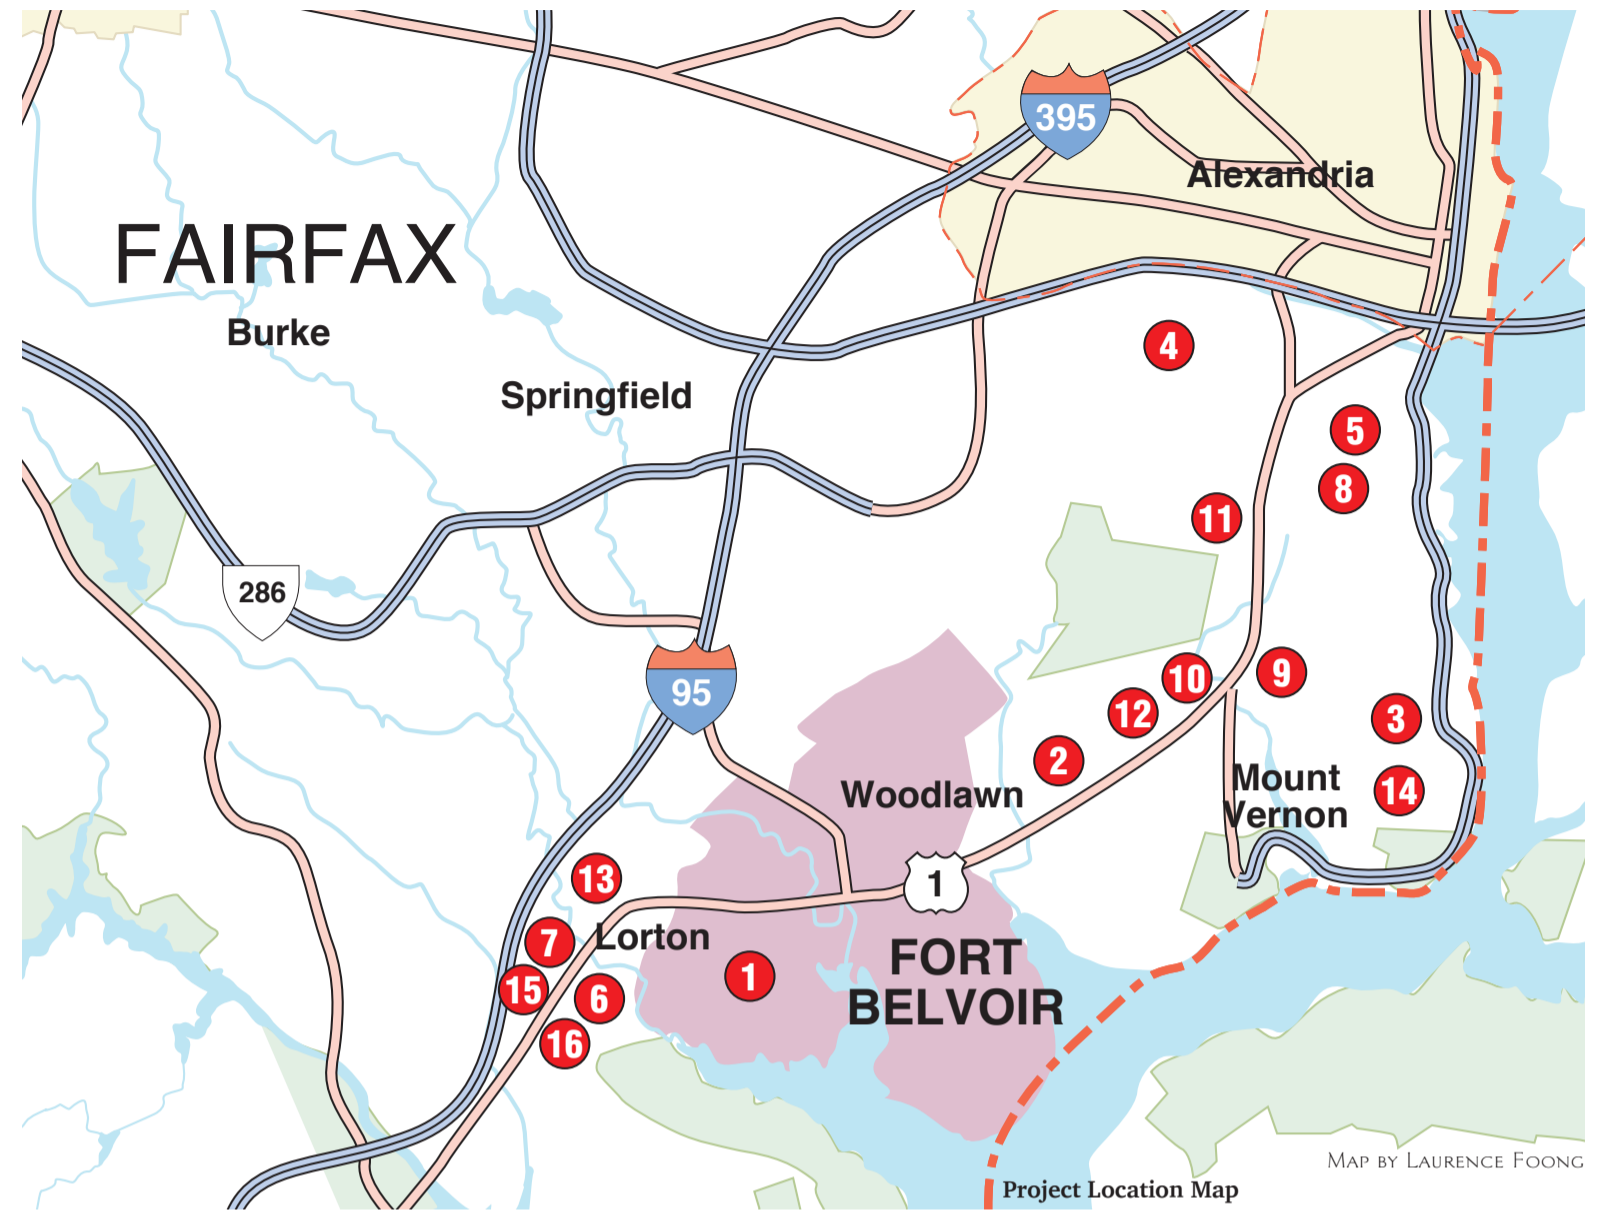 395
Alexandria
FAIRFAX
Burke
4
Springfield
5
8
11
286
95
10
9
12
3
2
Woodlawn
Mount
Vernon
14
13
1
7
Lorton
FORT
BELVOIR
1
15
6
16
MAP BY LAURENCE FOONG
Project Location Map